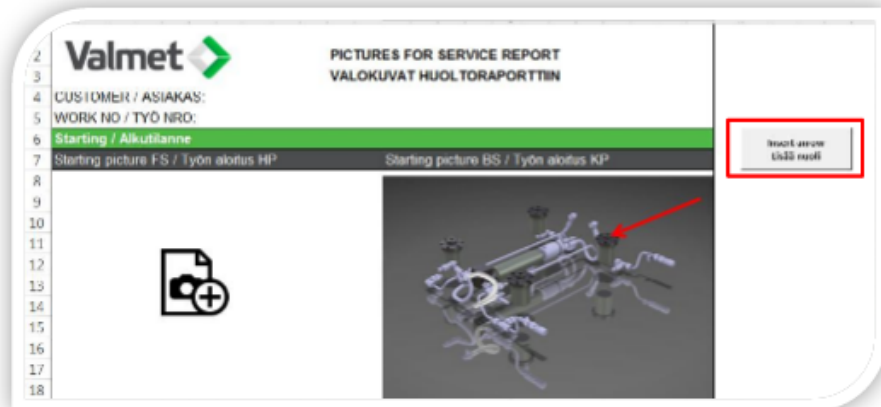 2
3
4
5
6
7
8
9
10
11
12
13
14
15
16
17
18
Valmet
PICTURES FOR SERVICE REPORT
VALOKUVAT HUOLTORAPORTTIIN
CUSTOMER / ASIAKAS:
WORK NO / TYÖ NRO:
Starting / Alkutilanne
Starting picture FS / Työn aloitus HP
Starting picture BS / Työn aloitus KP
Insert arrow
Lisää nuoli